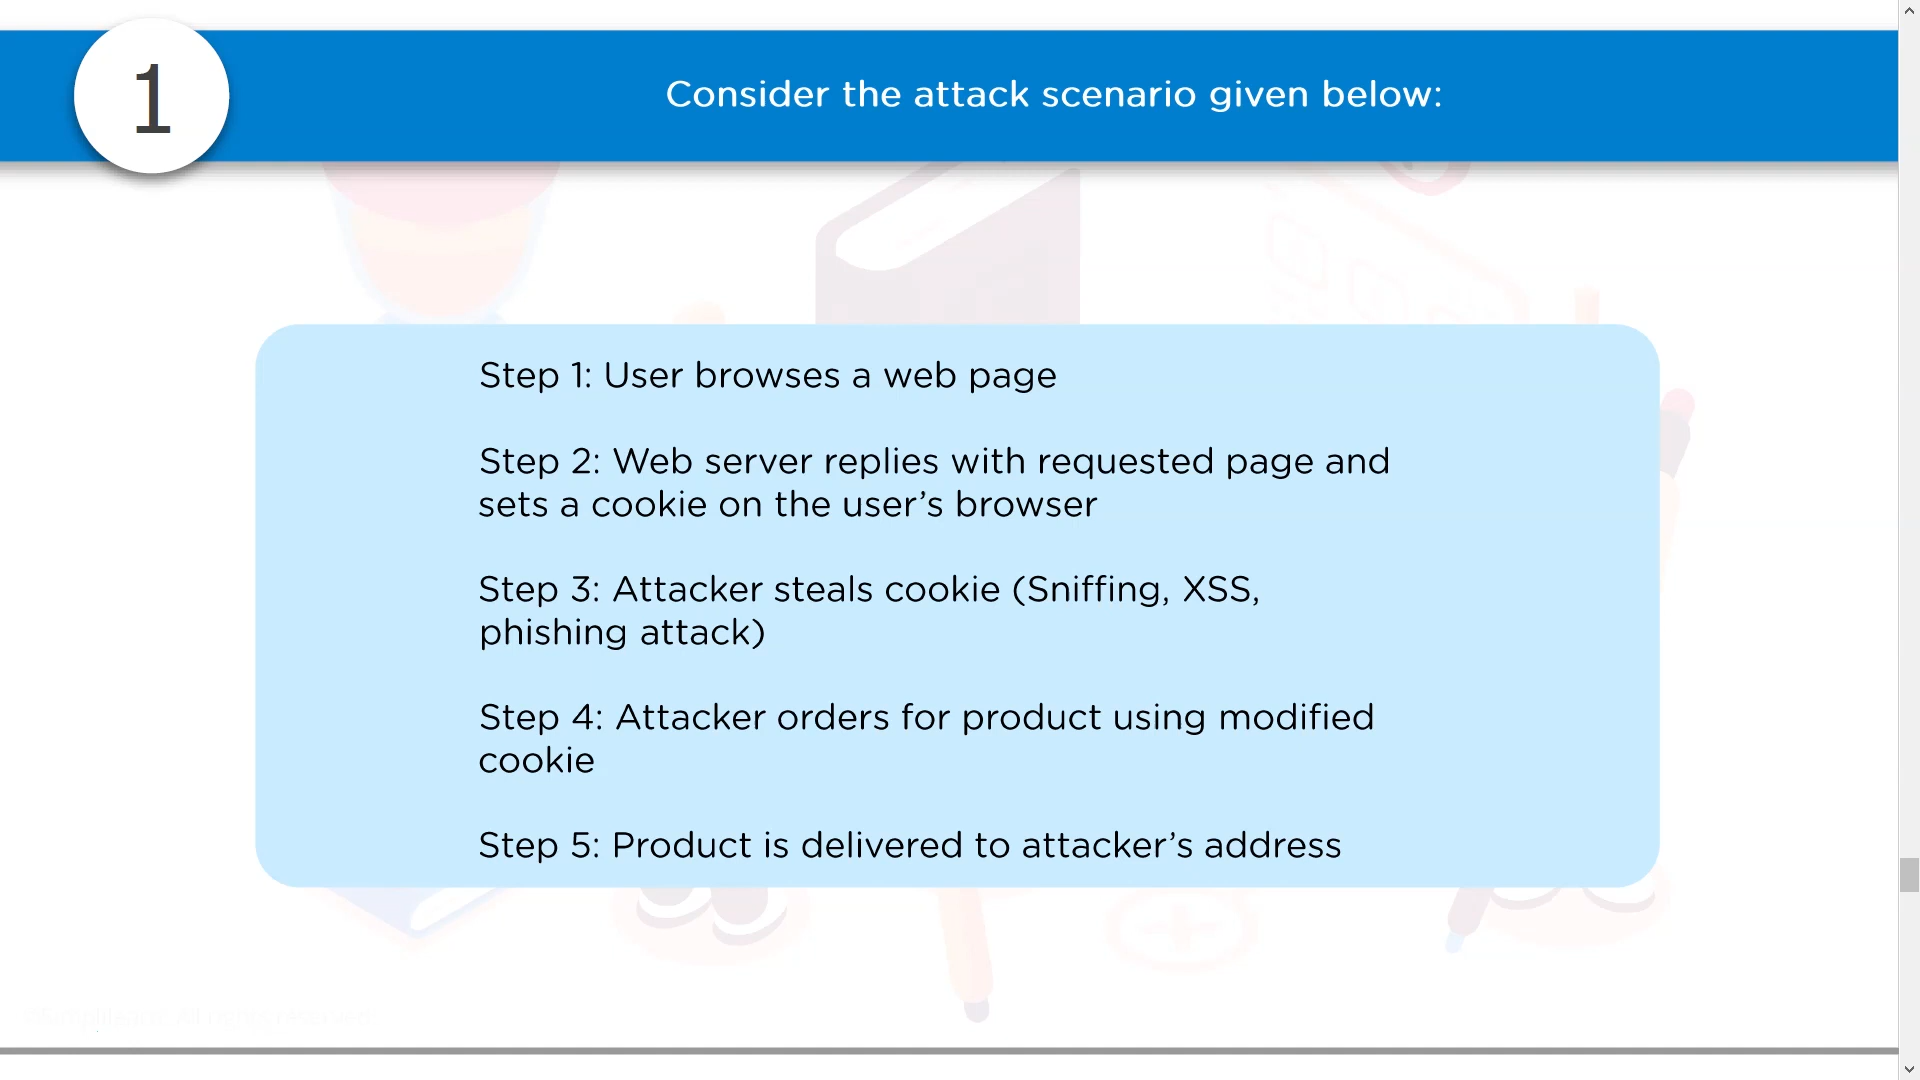 1
Consider the attack scenario given below:
Step 1: User browses a web page
Step 2: Web server replies with requested page and
sets a cookie on the user’s browser
Step 3: Attacker steals cookie (Sniffing, XSS,
phishing attack)
Step 4: Attacker orders for product using modified
cookie
Step 5: Product is delivered to attacker’s address